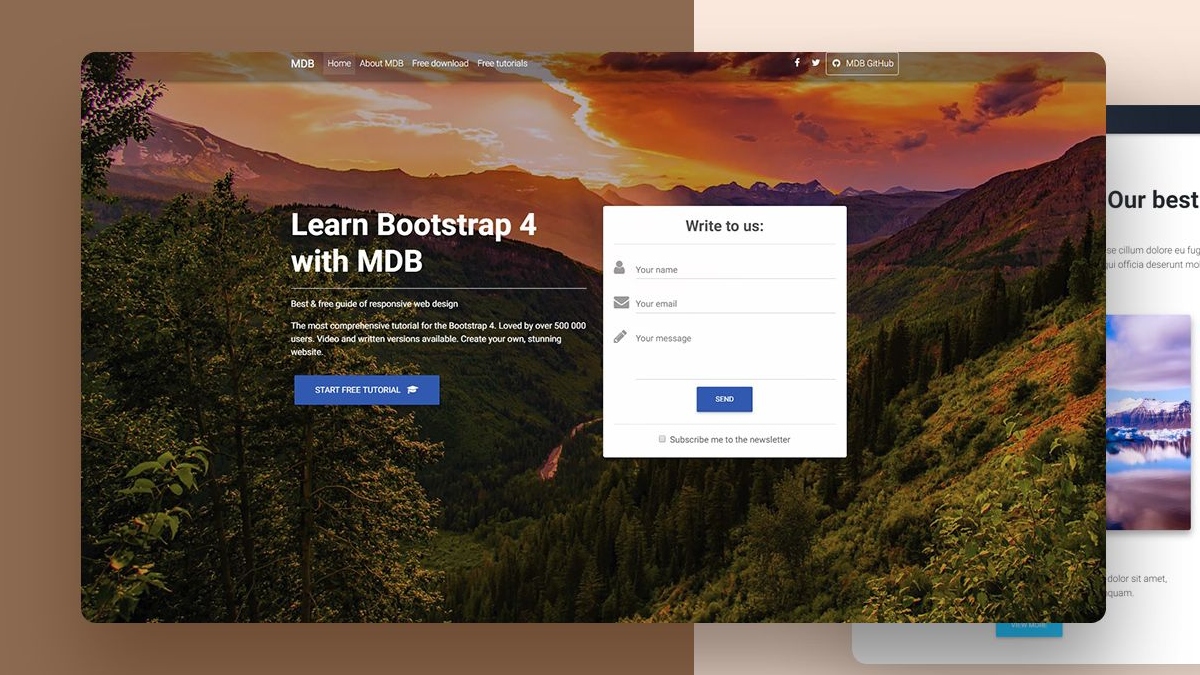 MDB Home About MDB Free download Free tutorials MDB GitHub
Learn Bootstrap 4
with MDB
Best & free guide of responsive web design
The most comprehensive tutorial for the Bootstrap 4. Loved by over 500 000
users. Video and written versions available. Create your own, stunning
website.
START FREE TUTORIAL
Write to us:
Your name
Your email
Your message
SEND
Subscribe me to the newsletter
Our best
se cillum dolore eu fug
qui officia deserunt mo
dolor sit amet,
nquam.
VIEW MORE